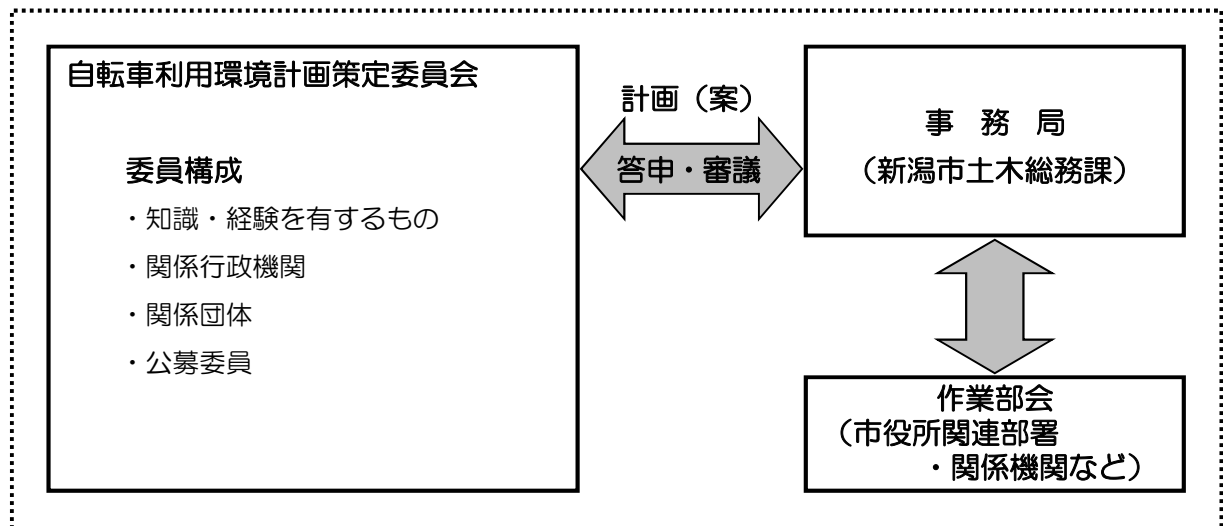 自転車利用環境計画策定委員会
委員構成
・知識・経験を有するもの
・関係行政機関
・関係団体
・公募委員
計画（案）
答申・審議
事　務　局
（新潟市土木総務課）
作業部会
（市役所関連部署
・関係機関など）